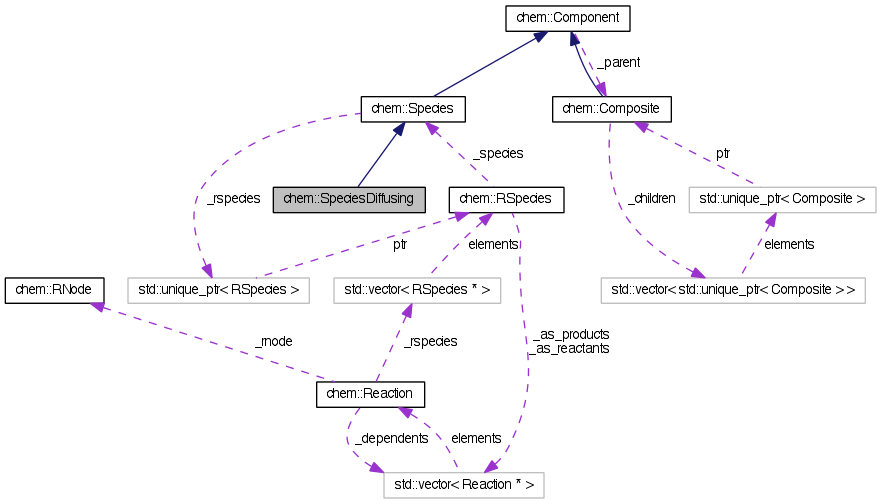 chem::Component
_parent
chem::Species
chem::Composite
_species
ptr
_rspecies
chem::SpeciesDiffusing
chem::RSpecies
_children
std::unique_ptr< Composite >
ptr
elements
elements
chem::RNode
std::unique_ptr< RSpecies >
std::vector< RSpecies * >
std::vector< std::unique_ptr< Composite > >
_rnode
_rspecies
_as_products
_as_reactants
chem::Reaction
_dependents
elements
std::vector< Reaction * >